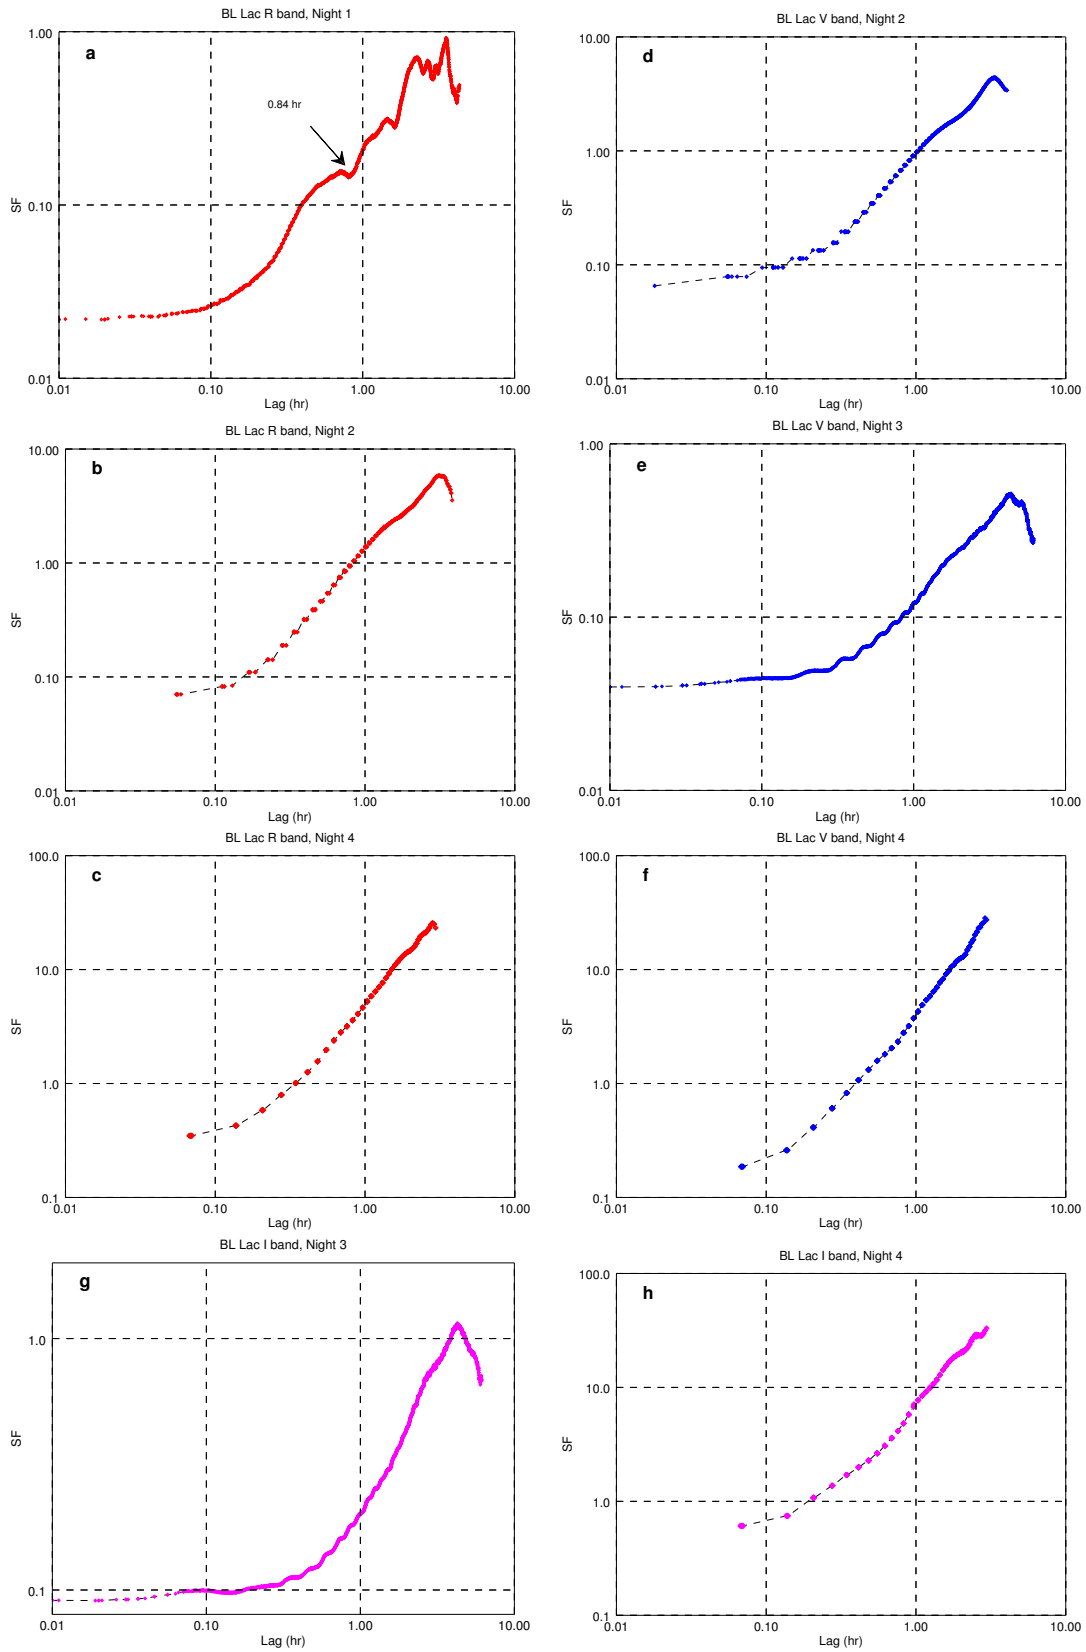 BL Lac R band, Night 1
a
0.84 hr
1.00
0.10
0.01
SF
0.01 0.10 1.00 10.00
Lag (hr)
BL Lac V band, Night 2
d
10.00
1.00
0.10
0.01
SF
0.01 0.10 1.00 10.00
Lag (hr)
BL Lac R band, Night 2
b
10.00
1.00
0.10
0.01
SF
0.01 0.10 1.00 10.00
Lag (hr)
BL Lac V band, Night 3
e
1.00
0.10
0.01
SF
0.01 0.10 1.00 10.00
Lag (hr)
BL Lac R band, Night 4
c
100.0
10.0
1.0
0.1
SF
0.01 0.10 1.00 10.00
Lag (hr)
BL Lac V band, Night 4
f
100.0
10.0
1.0
0.1
SF
0.01 0.10 1.00 10.00
Lag (hr)
BL Lac I band, Night 3
g
1.0
0.1
SF
0.01 0.10 1.00 10.00
Lag (hr)
BL Lac I band, Night 4
h
100.0
10.0
1.0
0.1
SF
0.01 0.10 1.00 10.00
Lag (hr)